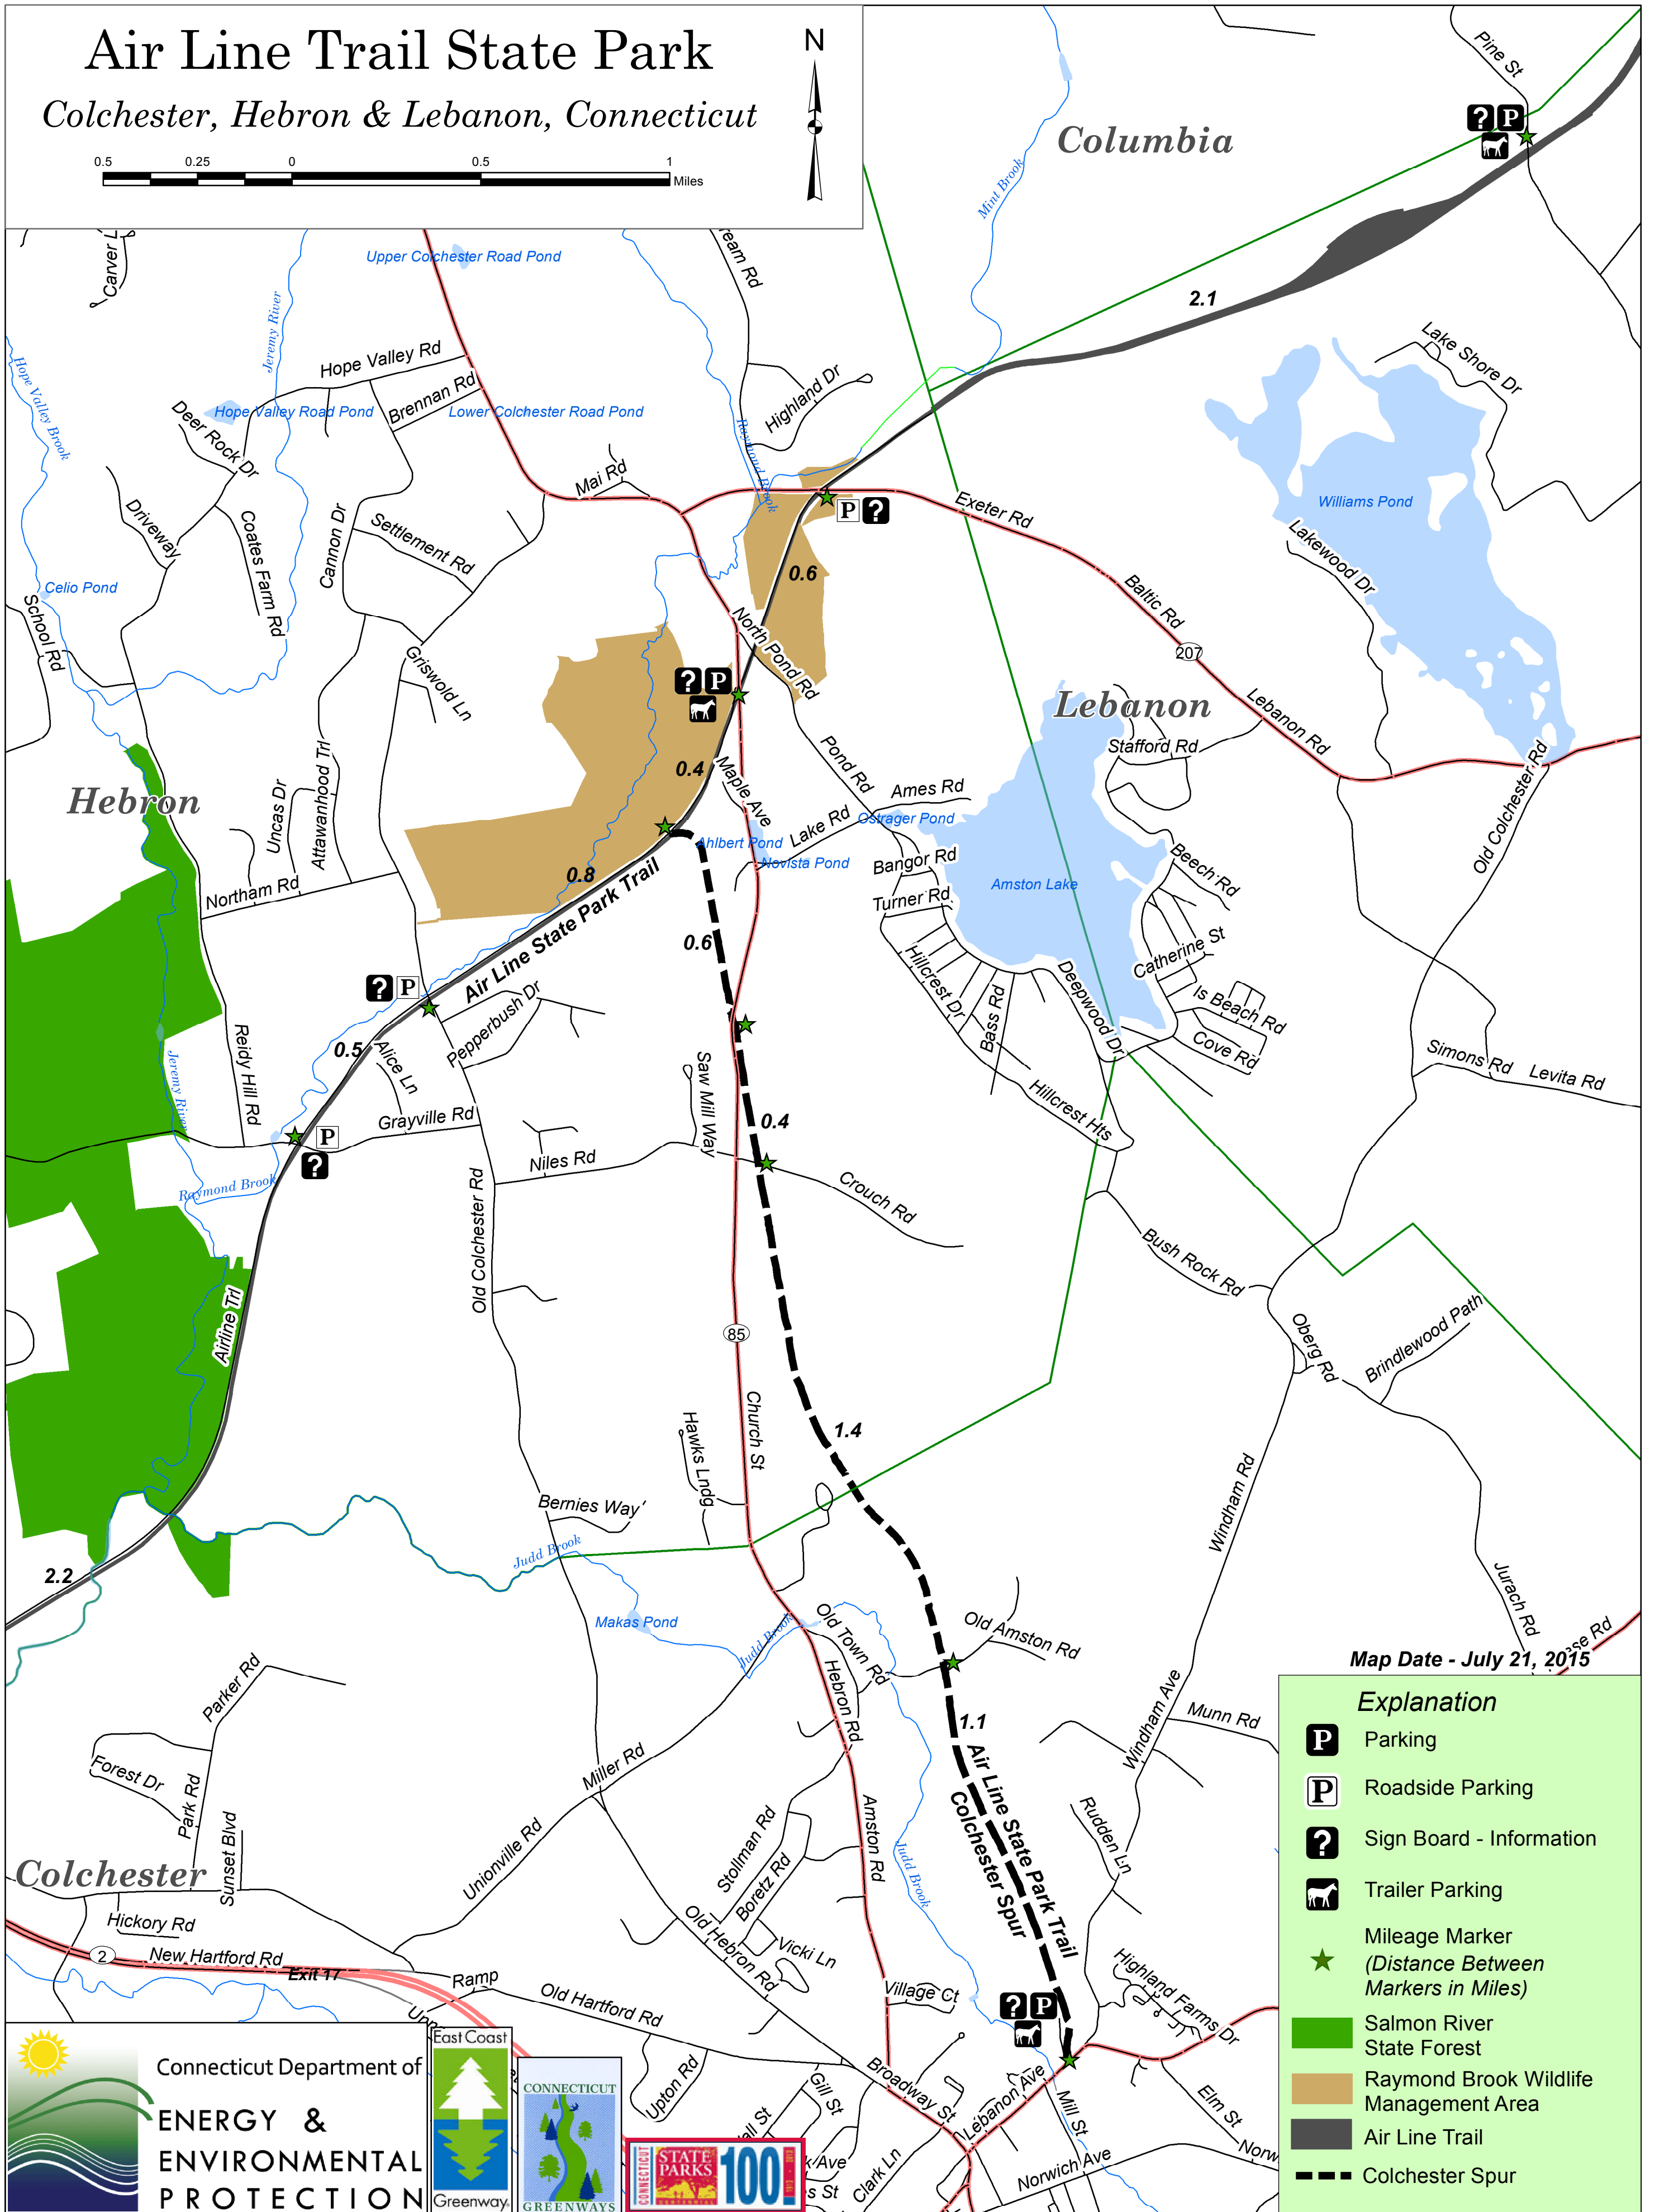 Air Line Trail State Park
Colchester, Hebron & Lebanon, Connecticut
N
0.5 0.25 0 0.5 1
Miles
Pine St
Columbia
Mint Brook
Carver
Upper Colchester Road Pond
Jeremy River
2.1
Hope Valley Brook
Hope Valley Rd
Lake Shore Dr
Brennan Rd
Highland Dr
Deer Rock Dr
Hope Valley Road Pond
Lower Colchester Road Pond
Raymond Brook
Mai Rd
Williams Pond
Exeter Rd
P ?
Driveway
Coates Farm Rd
Cannon Dr
Settlement Rd
Lakewood Dr
0.6
Celio Pond
School Rd
Baltic Rd
207
North Pond Rd
Griswold Ln
? P
Lebanon
Lebanon Rd
Stafford Rd
Pond Rd
0.4
Maple Ave
Hebron
Uncas Dr
Attawanhood Trl
Ames Rd
Ostrager Pond
Lake Rd
Old Colchester Rd
Ahlbert Pond
Novista Pond
Bangor Rd
Beech Rd
0.8
Northam Rd
Turner Rd
Amston Lake
Air Line State Park Trail
0.6
Catherine St
Hillcrest Dr
Deepwood Dr
? P
Bass Rd
Is Beach Rd
Pepperbush Dr
Cove Rd
0.5
Alice Ln
Reidy Hill Rd
Jeremy River
Saw Mill Way
Simons Rd
Levita Rd
Grayville Rd
0.4
Hillcrest Hts
P
?
Niles Rd
Raymond Brook
Crouch Rd
Old Colchester Rd
Bush Rock Rd
Airline Trl
85
Oberg Rd
Brindlewood Path
Church St
Hawks Lndg
1.4
Windham Rd
Bernies Way
Judd Brook
2.2
Jurach Rd
Makas Pond
Judd Brook
Old Town Rd
Old Amston Rd
Parker Rd
Hebron Rd
Windham Ave
Munn Rd
1.1
Forest Dr
Park Rd
Miller Rd
Air Line State Park Trail
Colchester Spur
Amston Rd
Rudden Ln
Stollman Rd
Boretz Rd
Judd Brook
Colchester
Sunset Blvd
Unionville Rd
Hickory Rd
Old Hebron Rd
Vicki Ln
2
New Hartford Rd
Exit 17
Ramp
Highland Farms Dr
Old Hartford Rd
Village Ct
? P
Upton Rd
Gill St
Broadway St
Lebanon Ave
Mill St
Elm St
Clark Ln
Norwich Ave
Map Date - July 21, 2015
Explanation
P Parking
P Roadside Parking
? Sign Board - Information
Trailer Parking
Mileage Marker
(Distance Between
Markers in Miles)
Salmon River
State Forest
Raymond Brook Wildlife
Management Area
Air Line Trail
Colchester Spur
Connecticut Department of
ENERGY &
ENVIRONMENTAL
PROTECTION
East Coast
Greenway
CONNECTICUT
GREENWAYS
CONNECTICUT
STATE
PARKS
CENTENNIAL
100